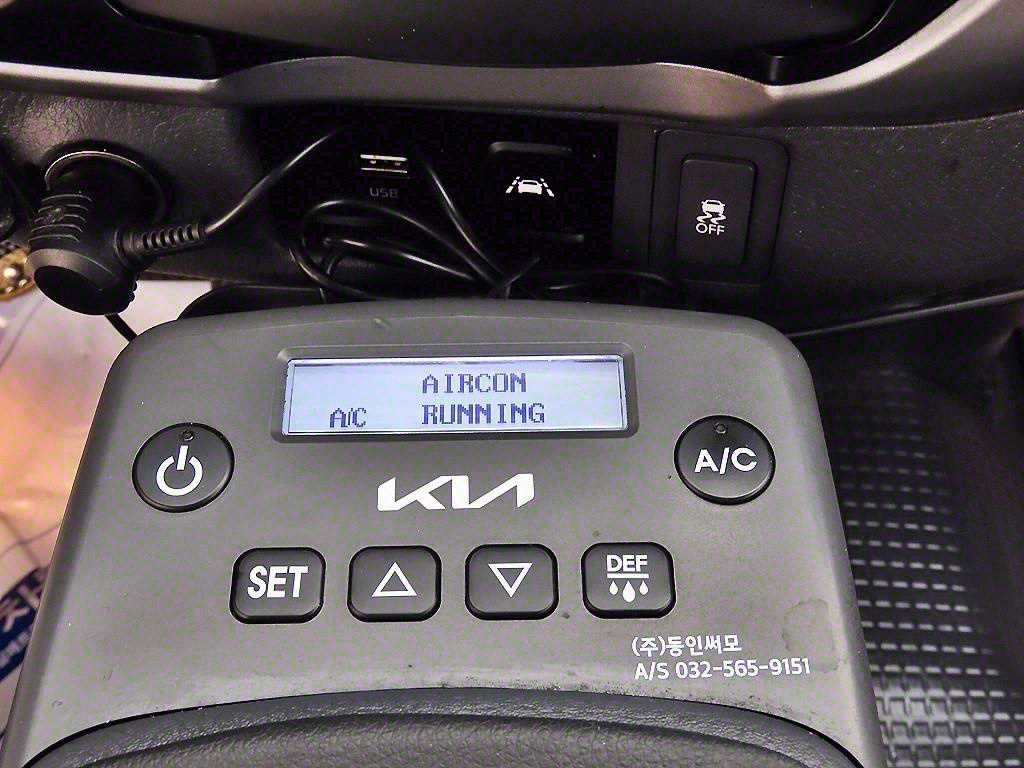 USB
OFF
AIRCON
A/C RUNNING
A/C
KIA
SET
DEF
(주)동인써모
A/S 032-565-9151